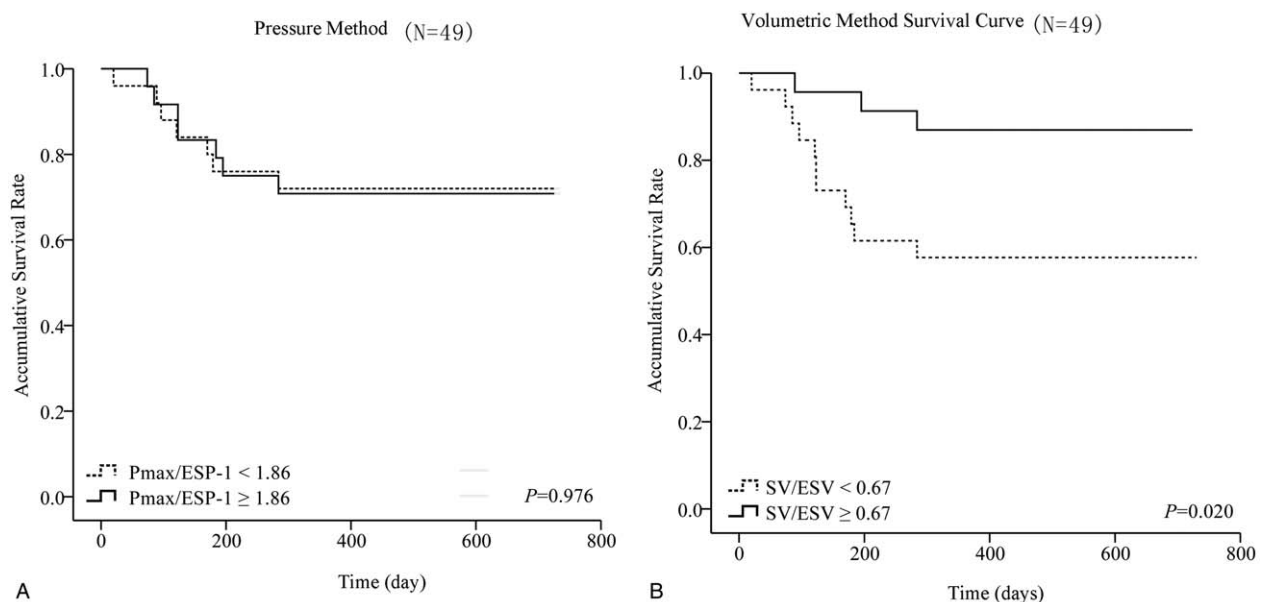 Pressure Method (N=49)
Accumulative Survival Rate
1.0
0.8
0.6
0.4
0.2
0.0
Pmax/ESP-1 < 1.86
Pmax/ESP-1 ≥ 1.86
P=0.976
0 200 400 600 800
Time (day)
A
Volumetric Method Survival Curve (N=49)
Accumulative Survival Rate
1.0
0.8
0.6
0.4
0.2
0.0
SV/ESV < 0.67
SV/ESV ≥ 0.67
P=0.020
0 200 400 600 800
Time (days)
B